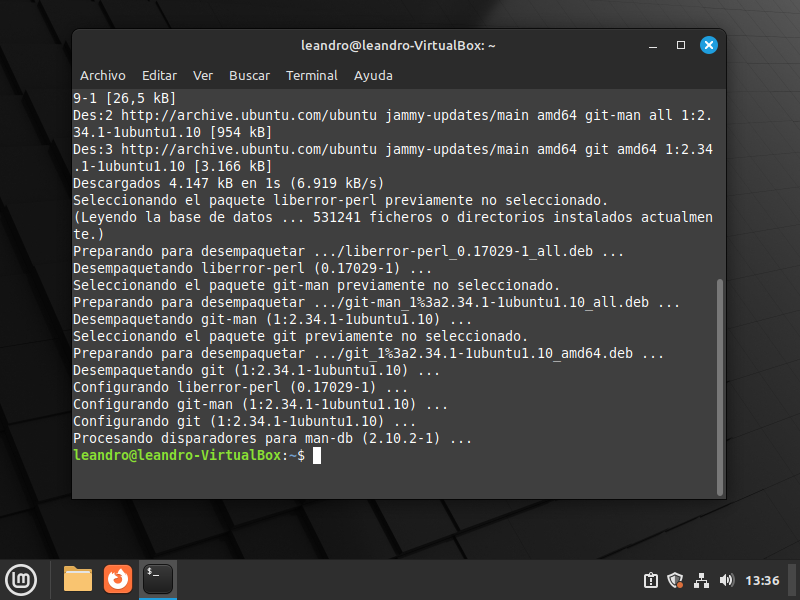 leandro@leandro-VirtualBox: ~
Archivo Editar Ver Buscar Terminal Ayuda
9-1 [26,5 kB]
Des:2 http://archive.ubuntu.com/ubuntu jammy-updates/main amd64 git-man all 1:2.
34.1-1ubuntu1.10 [954 kB]
Des:3 http://archive.ubuntu.com/ubuntu jammy-updates/main amd64 git amd64 1:2.34
.1-1ubuntu1.10 [3.166 kB]
Descargados 4.147 kB en 1s (6.919 kB/s)
Seleccionando el paquete liberror-perl previamente no seleccionado.
(Leyendo la base de datos ... 531241 ficheros o directorios instalados actualmen
te.)
Preparando para desempaquetar .../liberror-perl_0.17029-1_all.deb ...
Desempaquetando liberror-perl (0.17029-1) ...
Seleccionando el paquete git-man previamente no seleccionado.
Preparando para desempaquetar .../git-man_1%3a2.34.1-1ubuntu1.10_all.deb ...
Desempaquetando git-man (1:2.34.1-1ubuntu1.10) ...
Seleccionando el paquete git previamente no seleccionado.
Preparando para desempaquetar .../git_1%3a2.34.1-1ubuntu1.10_amd64.deb ...
Desempaquetando git (1:2.34.1-1ubuntu1.10) ...
Configurando liberror-perl (0.17029-1) ...
Configurando git-man (1:2.34.1-1ubuntu1.10) ...
Configurando git (1:2.34.1-1ubuntu1.10) ...
Procesando disparadores para man-db (2.10.2-1) ...
leandro@leandro-VirtualBox:~$
13:36